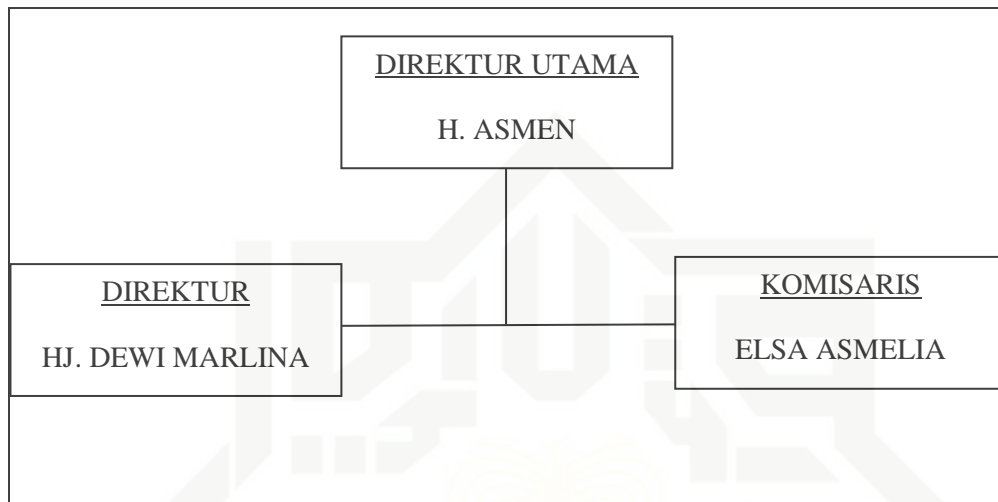 DIREKTUR UTAMA
H. ASMEN
DIREKTUR
HJ. DEWI MARLINA
KOMISARIS
ELSA ASMELIA